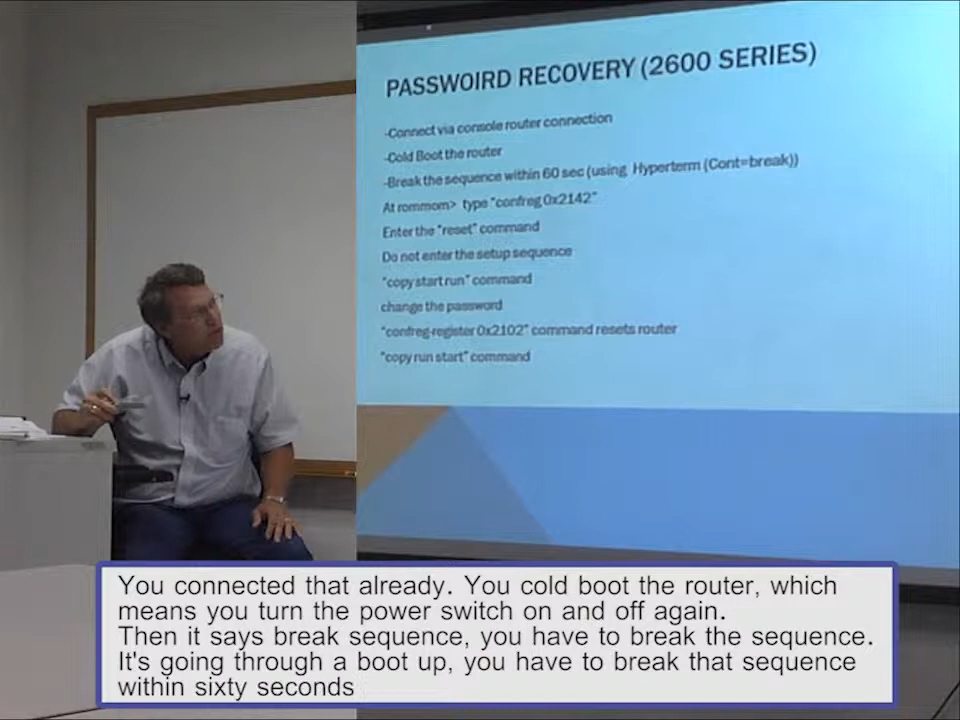 PASSWOIRD RECOVERY (2600 SERIES)
-Connect via console router connection
-Cold Boot the router
-Break the sequence within 60 sec (using Hyperterm (Cont=break))
At rommom> type "confreg 0x2142"
Enter the "reset" command
Do not enter the setup sequence
"copy start run" command
change the password
"confreg-register 0x2102" command resets router
"copy run start" command
You connected that already. You cold boot the router, which
means you turn the power switch on and off again.
Then it says break sequence, you have to break the sequence.
It's going through a boot up, you have to break that sequence
within sixty seconds